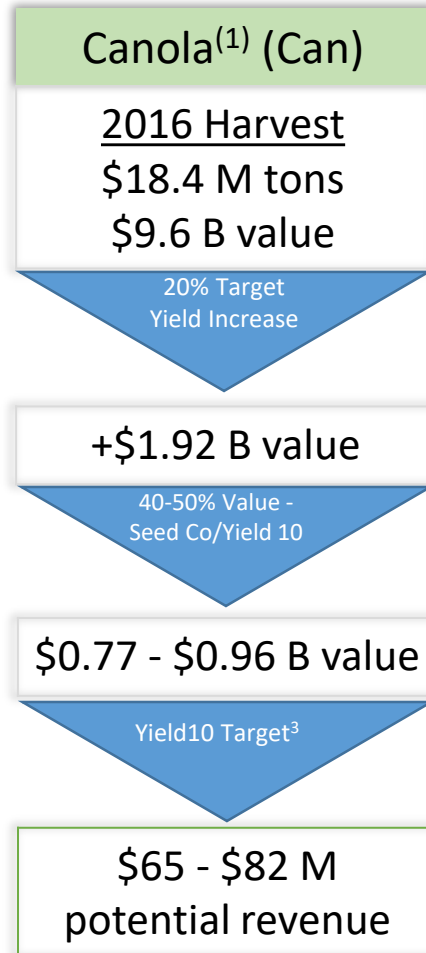 Canola(1) (Can)
2016 Harvest
$18.4 M tons
$9.6 B value
20% Target
Yield Increase
+$1.92 B value
40-50% Value -
Seed Co/Yield 10
$0.77 - $0.96 B value
Yield10 Target3
$65 - $82 M
potential revenue